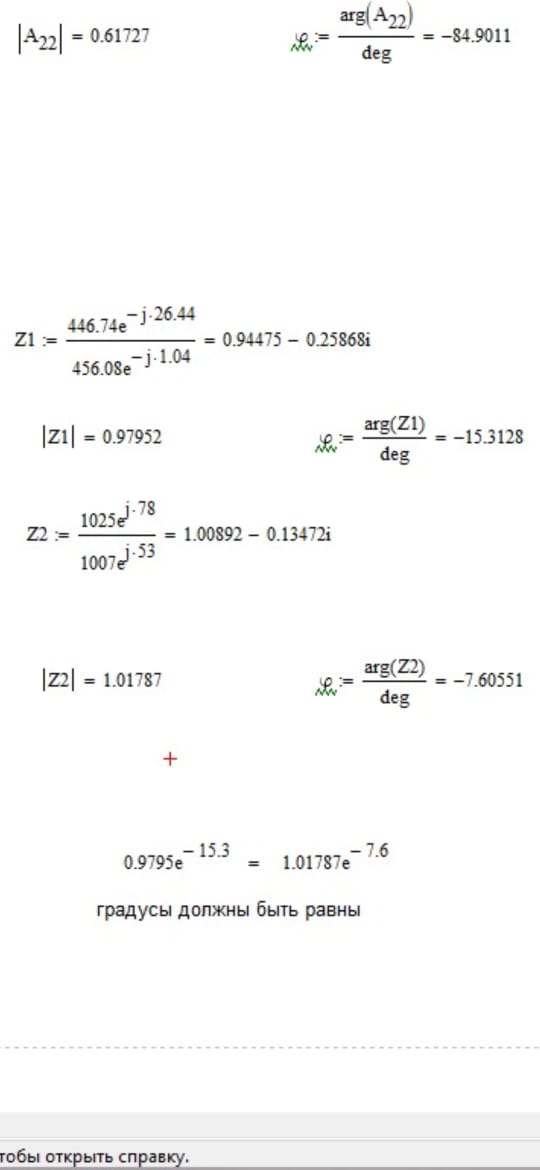 |A22| = 0.61727 φ := arg(A22) / deg = −84.9011
Z1 := 446.74e^−j·26.44 / 456.08e^−j·1.04 = 0.94475 − 0.25868i
|Z1| = 0.97952 φ := arg(Z1) / deg = −15.3128
Z2 := 1025e^j·78 / 1007e^j·53 = 1.00892 − 0.13472i
|Z2| = 1.01787 φ := arg(Z2) / deg = −7.60551
0.9795e^− 15.3 = 1.01787e^− 7.6
градусы должны быть равны
тобы открыть справку.